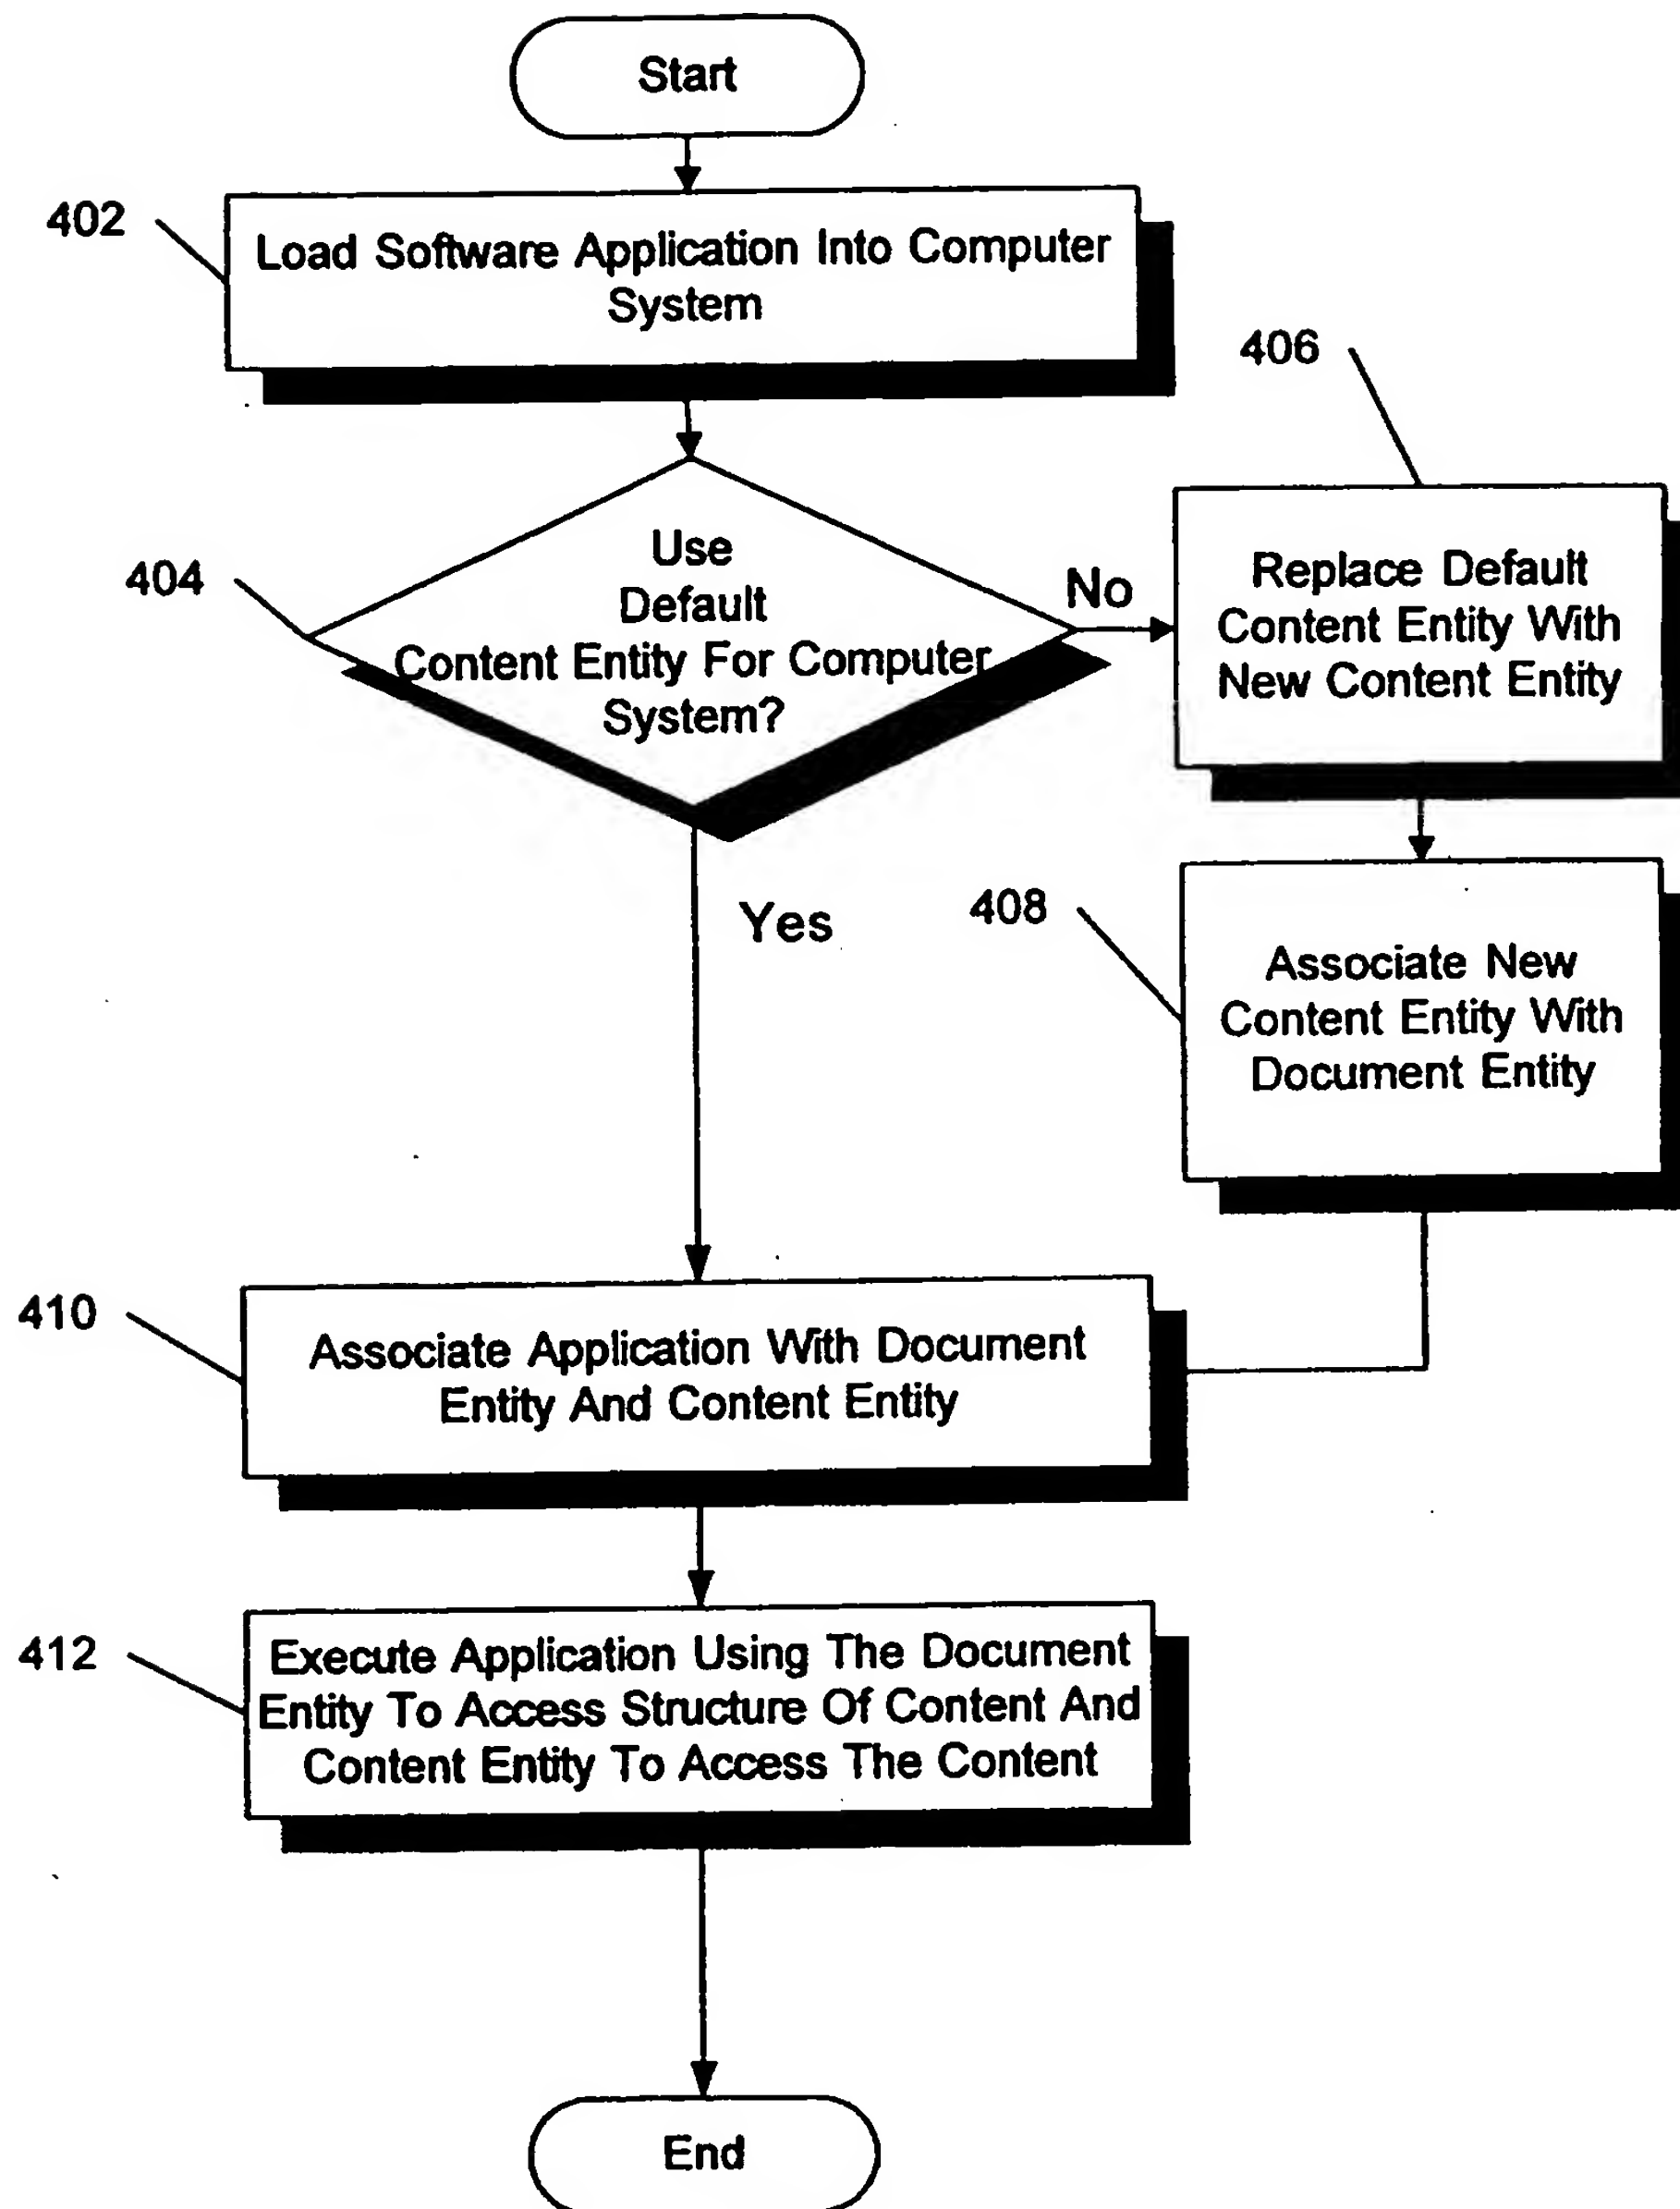 Start
402
Load Software Application Into Computer
System
406
404
Use
Default
Content Entity For Computer
System?
No
Replace Default
Content Entity With
New Content Entity
Yes
408
Associate New
Content Entity With
Document Entity
410
Associate Application With Document
Entity And Content Entity
412
Execute Application Using The Document
Entity To Access Structure Of Content And
Content Entity To Access The Content
End